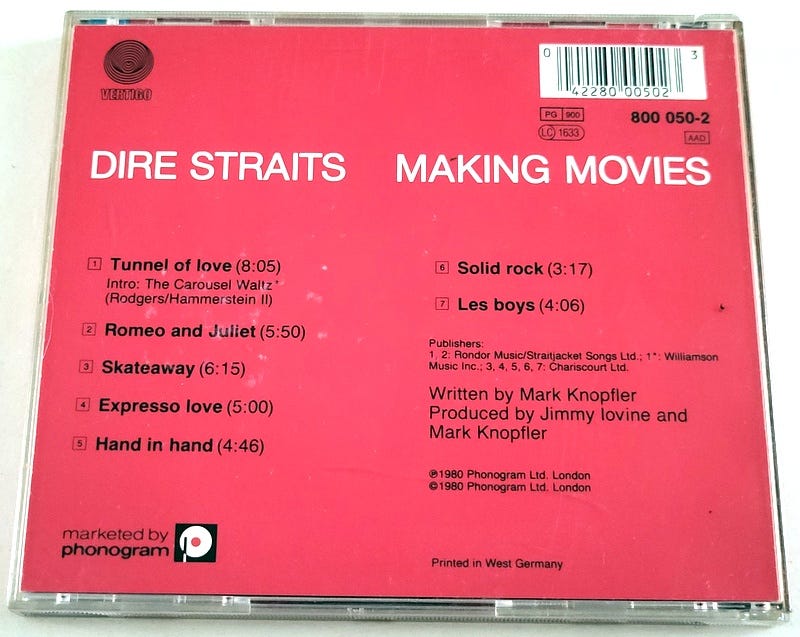 VERTIGO
0 42280 00502 3
PG 900
800 050-2
LC 1633
AAD
DIRE STRAITS
MAKING MOVIES
1 Tunnel of love (8:05)
Intro: The Carousel Waltz*
(Rodgers/Hammerstein II)
2 Romeo and Juliet (5:50)
3 Skateaway (6:15)
4 Expresso love (5:00)
5 Hand in hand (4:46)
6 Solid rock (3:17)
7 Les boys (4:06)
Publishers:
1, 2: Rondor Music/Straitjacket Songs Ltd.; 1*: Williamson
Music Inc.; 3, 4, 5, 6, 7: Chariscourt Ltd.
Written by Mark Knopfler
Produced by Jimmy Iovine and
Mark Knopfler
℗1980 Phonogram Ltd. London
©1980 Phonogram Ltd. London
marketed by
phonogram
Printed in West Germany